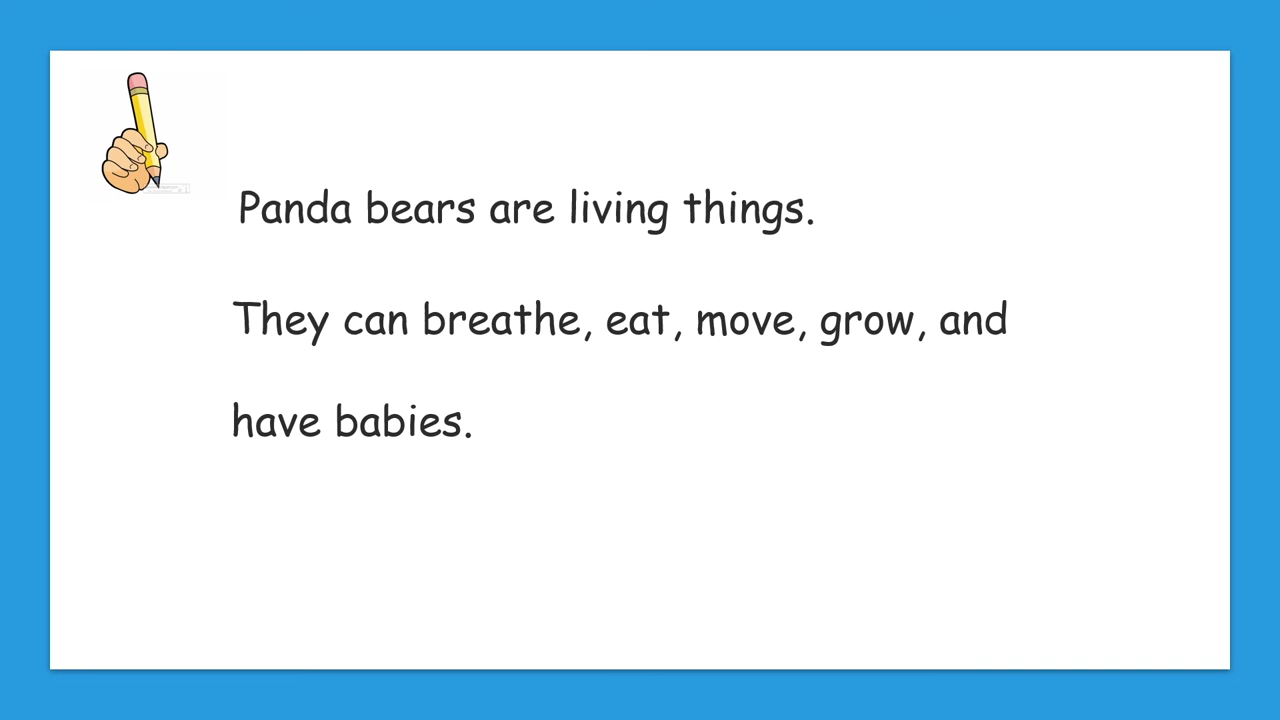 Panda bears are living things.
They can breathe, eat, move, grow, and
have babies.